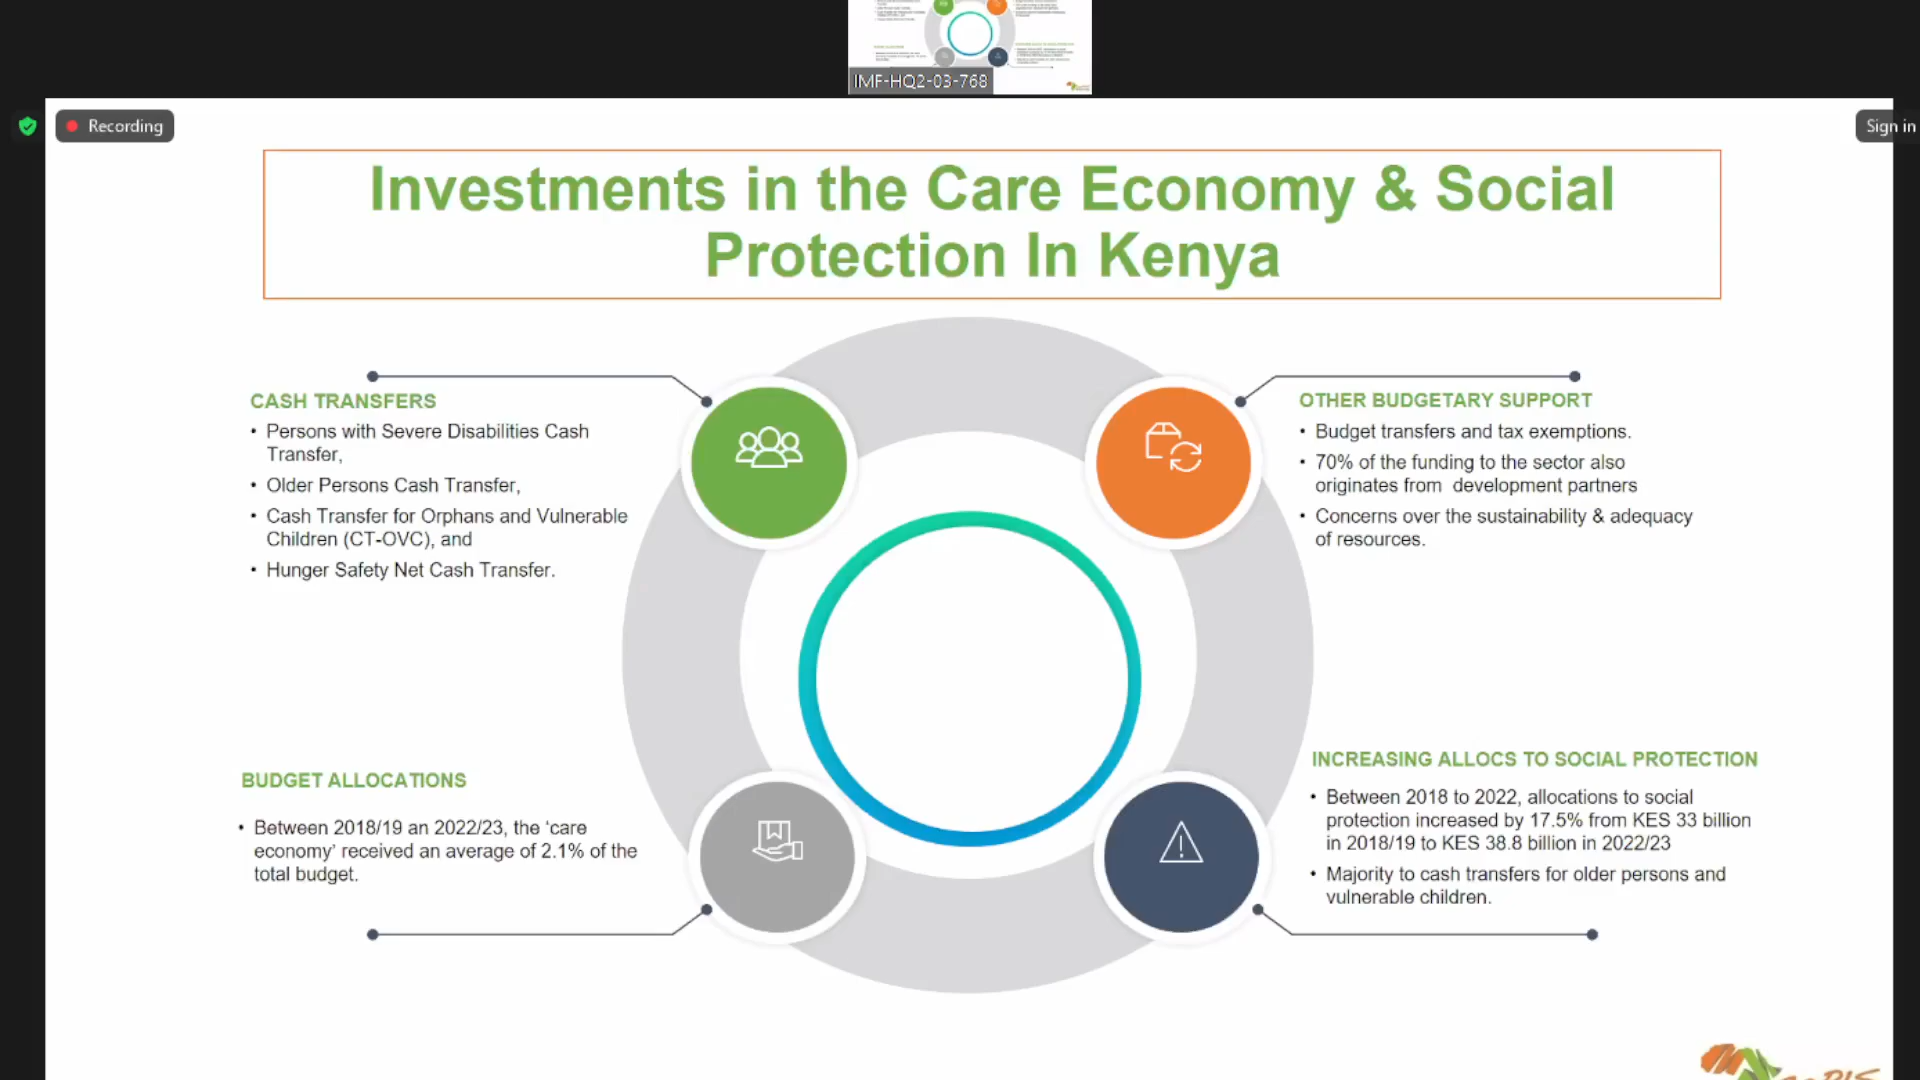 IMF-HQ2-03-768
Recording
Sign in
Investments in the Care Economy & Social
Protection In Kenya
CASH TRANSFERS
• Persons with Severe Disabilities Cash
Transfer,
• Older Persons Cash Transfer,
• Cash Transfer for Orphans and Vulnerable
Children (CT-OVC), and
• Hunger Safety Net Cash Transfer.
OTHER BUDGETARY SUPPORT
• Budget transfers and tax exemptions.
• 70% of the funding to the sector also
originates from development partners
• Concerns over the sustainability & adequacy
of resources.
BUDGET ALLOCATIONS
• Between 2018/19 an 2022/23, the ‘care
economy’ received an average of 2.1% of the
total budget.
INCREASING ALLOCS TO SOCIAL PROTECTION
• Between 2018 to 2022, allocations to social
protection increased by 17.5% from KES 33 billion
in 2018/19 to KES 38.8 billion in 2022/23
• Majority to cash transfers for older persons and
vulnerable children.